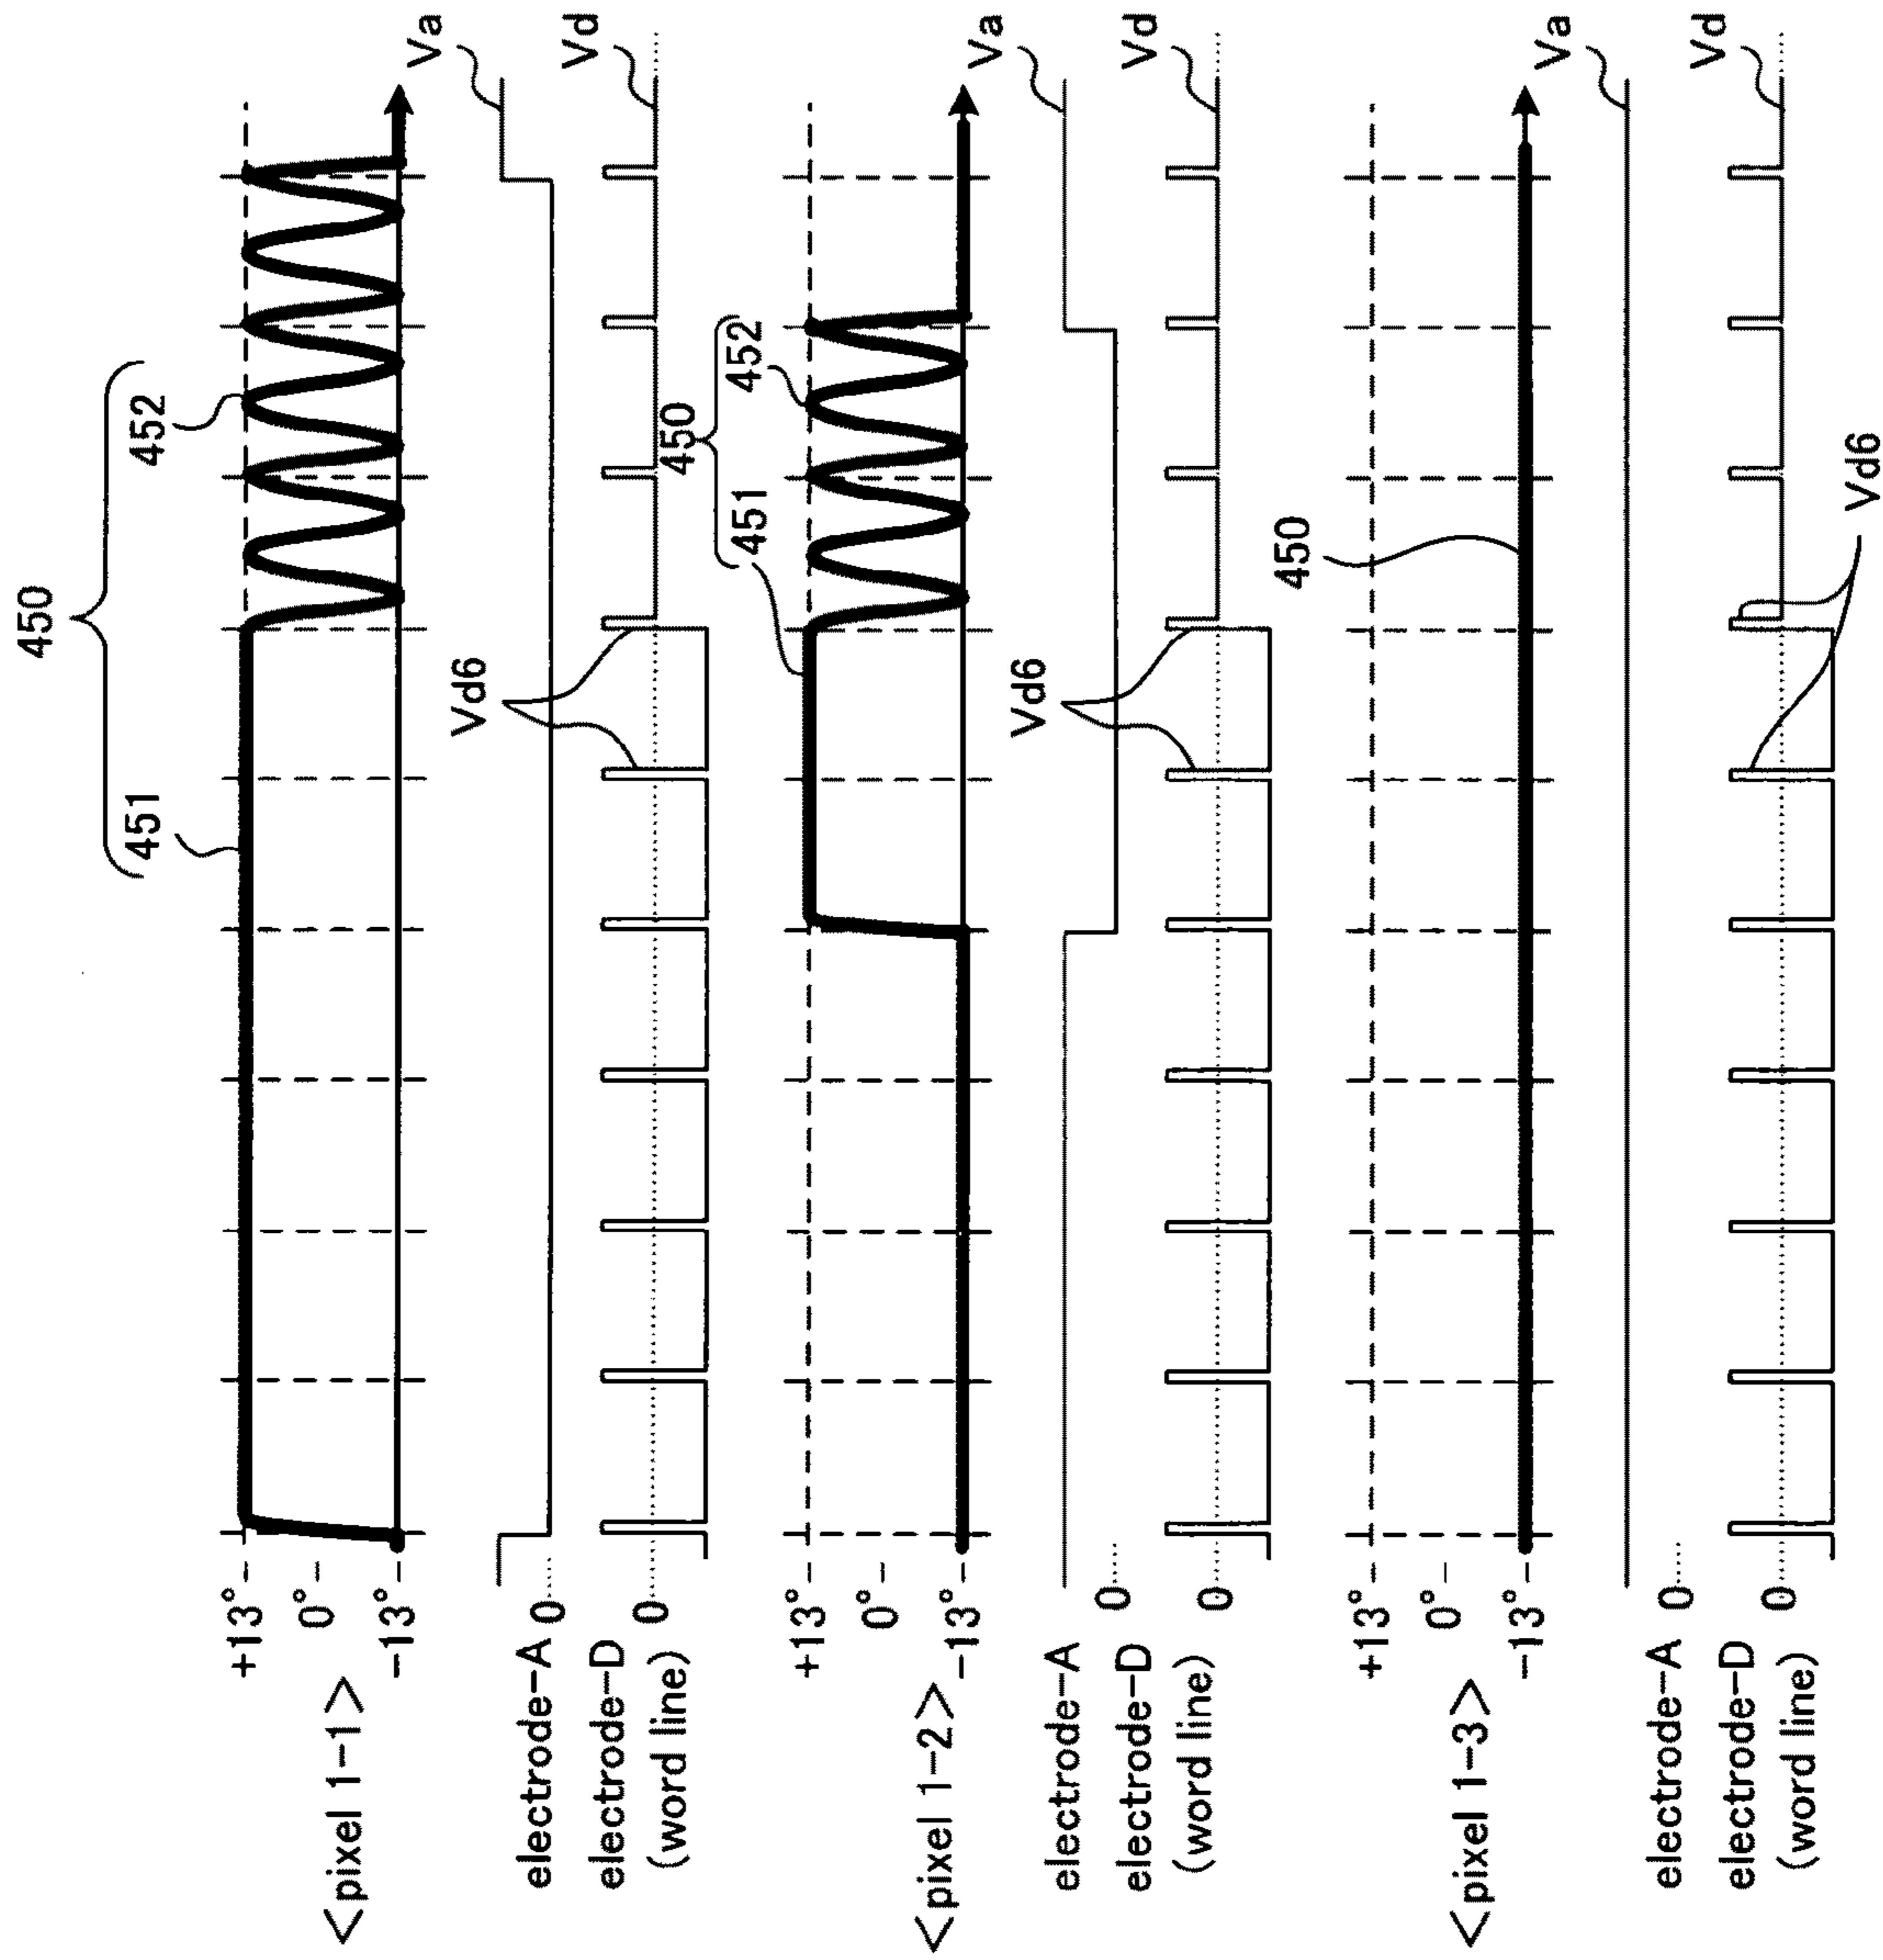 450
451
452
+13°
0°
-13°
<pixel 1-1>
Va
electrode-A
0
Vd6
Vd
electrode-D
(word line)
0
450
451
452
+13°
0°
-13°
<pixel 1-2>
Va
electrode-A
0
Vd6
Vd
electrode-D
(word line)
0
450
+13°
0°
-13°
<pixel 1-3>
Va
electrode-A
0
Vd
electrode-D
(word line)
0
Vd6